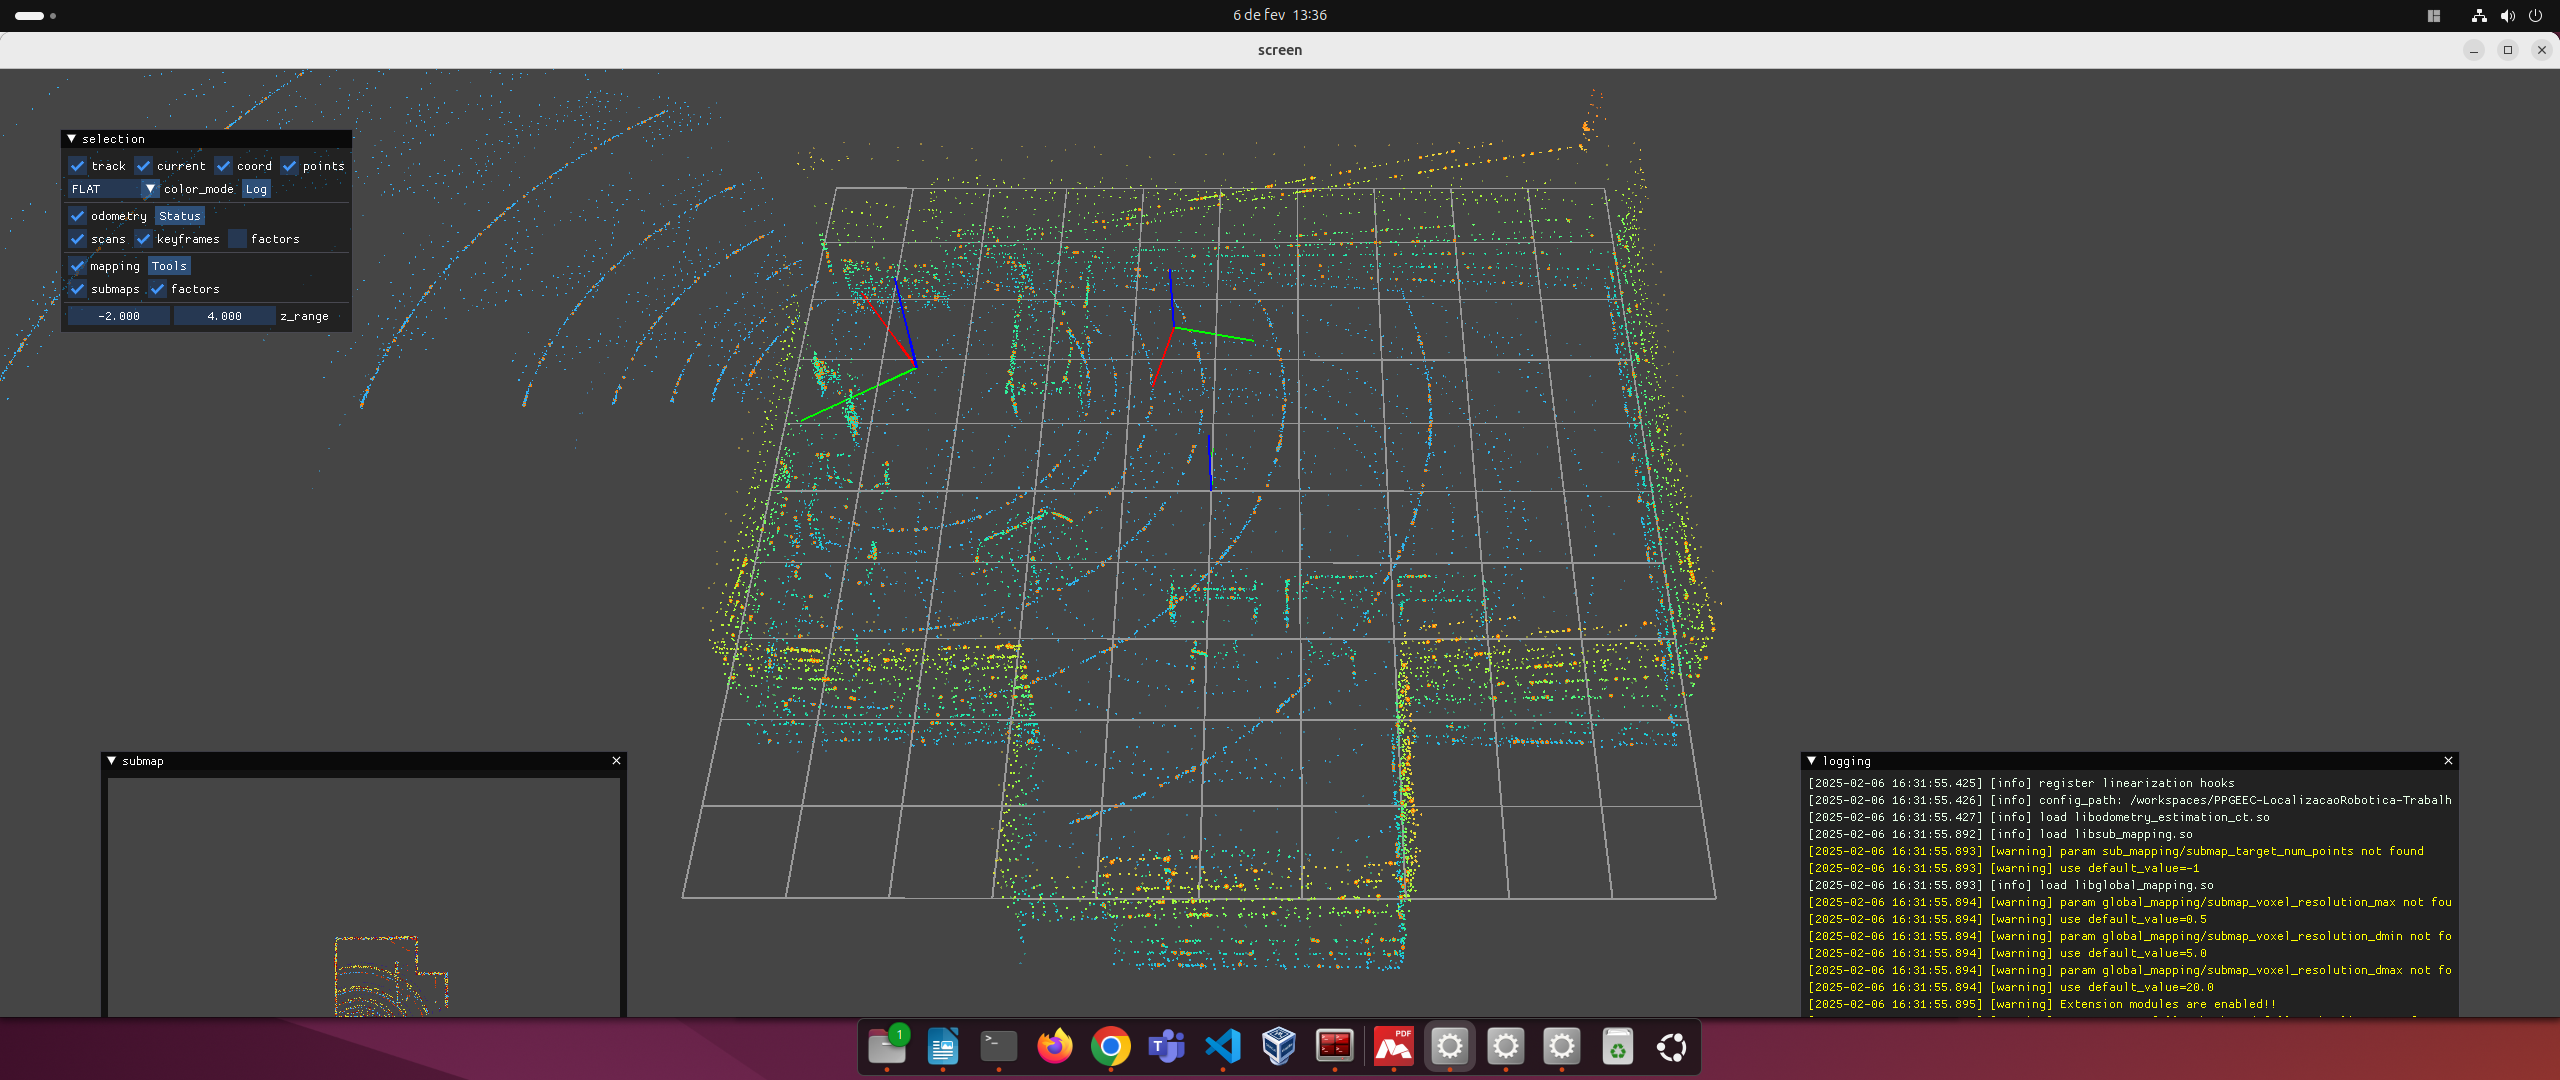 6 de fev 13:36
screen
selection
track current coord points
FLAT color_mode Log
odometry Status
scans keyframes factors
mapping Tools
submaps factors
-2.000 4.000 z_range
submap
logging
[2025-02-06 16:31:55.425] [info] register linearization hooks
[2025-02-06 16:31:55.426] [info] config_path: /workspaces/PPGEEC-LocalizacaoRobotica-Trabalh
[2025-02-06 16:31:55.427] [info] load libodometry_estimation_ct.so
[2025-02-06 16:31:55.892] [info] load libsub_mapping.so
[2025-02-06 16:31:55.893] [warning] param sub_mapping/submap_target_num_points not found
[2025-02-06 16:31:55.893] [warning] use default_value=-1
[2025-02-06 16:31:55.893] [info] load libglobal_mapping.so
[2025-02-06 16:31:55.894] [warning] param global_mapping/submap_voxel_resolution_max not fou
[2025-02-06 16:31:55.894] [warning] use default_value=0.5
[2025-02-06 16:31:55.894] [warning] param global_mapping/submap_voxel_resolution_dmin not fo
[2025-02-06 16:31:55.894] [warning] use default_value=5.0
[2025-02-06 16:31:55.894] [warning] param global_mapping/submap_voxel_resolution_dmax not fo
[2025-02-06 16:31:55.894] [warning] use default_value=20.0
[2025-02-06 16:31:55.895] [warning] Extension modules are enabled!!
1
PDF